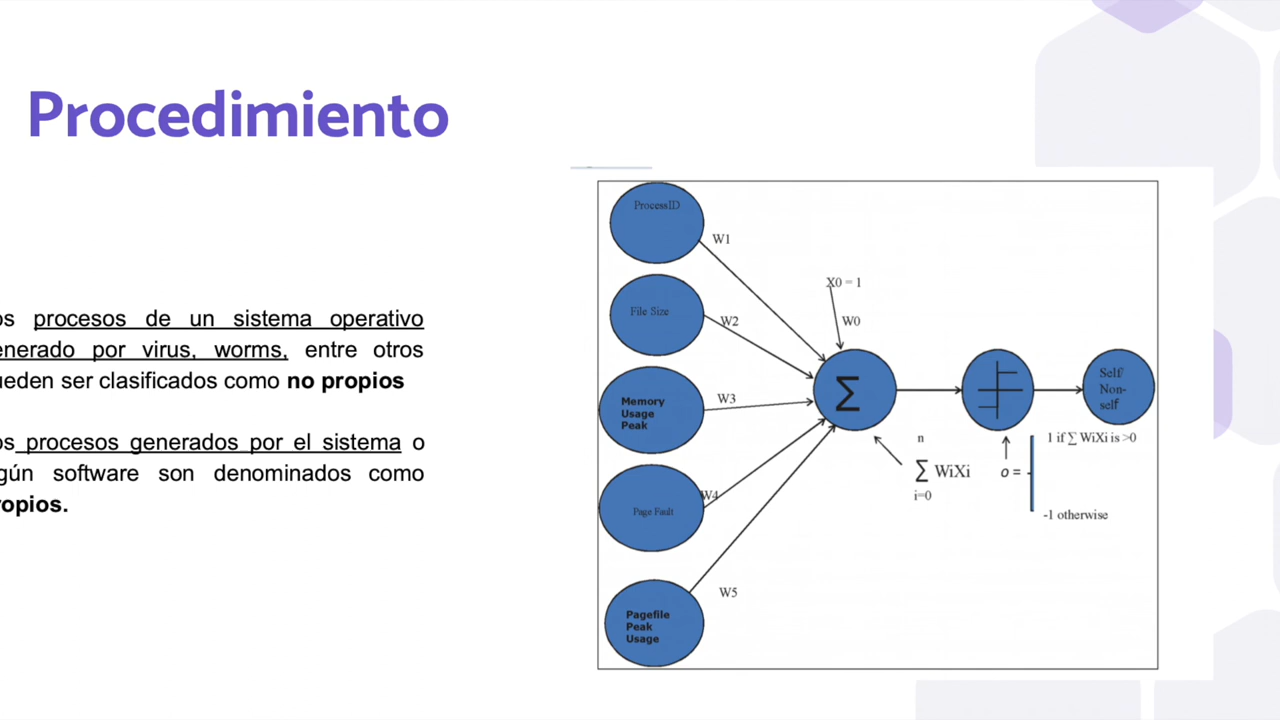 Procedimiento
os procesos de un sistema operativo
enerado por virus, worms, entre otros
ueden ser clasificados como no propios
os procesos generados por el sistema o
gún software son denominados como
ropios.
ProcessID
W1
X0 = 1
File Size
W2
W0
Memory
Usage
Peak
W3
∑
Self/
Non-
self
W4
Page Fault
n
∑ WiXi
i=0
o =
1 if ∑ WiXi is >0
-1 otherwise
W5
Pagefile
Peak
Usage